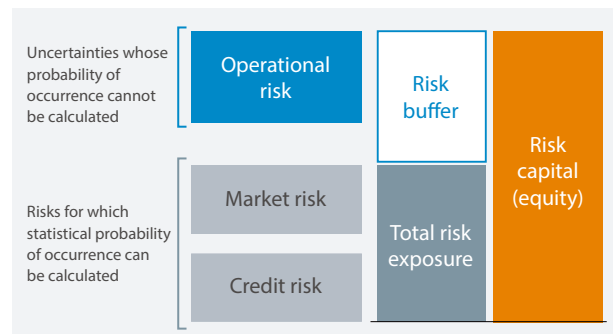 Uncertainties whose
probability of
occurrence cannot
be calculated
Operational
risk
Risk
buffer
Risk
capital
(equity)
Risks for which
statistical probability
of occurrence can
be calculated
Market risk
Credit risk
Total risk
exposure